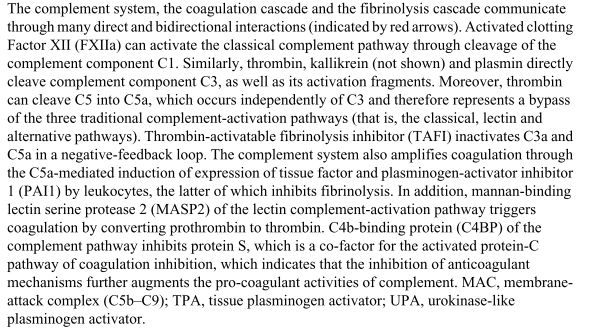 The complement system, the coagulation cascade and the fibrinolysis cascade communicate
through many direct and bidirectional interactions (indicated by red arrows). Activated clotting
Factor XII (FXIIa) can activate the classical complement pathway through cleavage of the
complement component C1. Similarly, thrombin, kallikrein (not shown) and plasmin directly
cleave complement component C3, as well as its activation fragments. Moreover, thrombin
can cleave C5 into C5a, which occurs independently of C3 and therefore represents a bypass
of the three traditional complement-activation pathways (that is, the classical, lectin and
alternative pathways). Thrombin-activatable fibrinolysis inhibitor (TAFI) inactivates C3a and
C5a in a negative-feedback loop. The complement system also amplifies coagulation through
the C5a-mediated induction of expression of tissue factor and plasminogen-activator inhibitor
1 (PAI1) by leukocytes, the latter of which inhibits fibrinolysis. In addition, mannan-binding
lectin serine protease 2 (MASP2) of the lectin complement-activation pathway triggers
coagulation by converting prothrombin to thrombin. C4b-binding protein (C4BP) of the
complement pathway inhibits protein S, which is a co-factor for the activated protein-C
pathway of coagulation inhibition, which indicates that the inhibition of anticoagulant
mechanisms further augments the pro-coagulant activities of complement. MAC, membrane-
attack complex (C5b–C9); TPA, tissue plasminogen activator; UPA, urokinase-like
plasminogen activator.